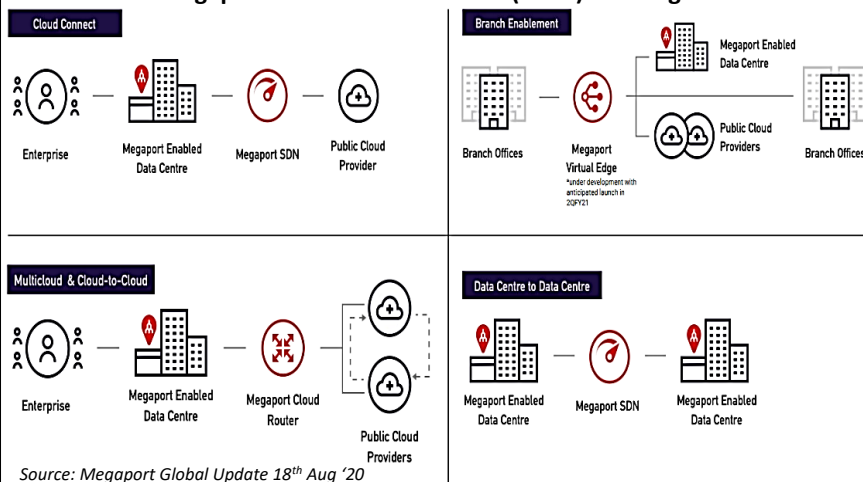 Cloud Connect
Enterprise
Megaport Enabled
Data Centre
Megaport SDN
Public Cloud
Provider
Branch Enablement
Branch Offices
Megaport
Virtual Edge
*under development with
anticipated launch in
2QFY21
Megaport Enabled
Data Centre
Public Cloud
Providers
Branch Offices
Multicloud & Cloud-to-Cloud
Enterprise
Megaport Enabled
Data Centre
Megaport Cloud
Router
Public Cloud
Providers
Data Centre to Data Centre
Megaport Enabled
Data Centre
Megaport SDN
Megaport Enabled
Data Centre
Source: Megaport Global Update 18th Aug ‘20